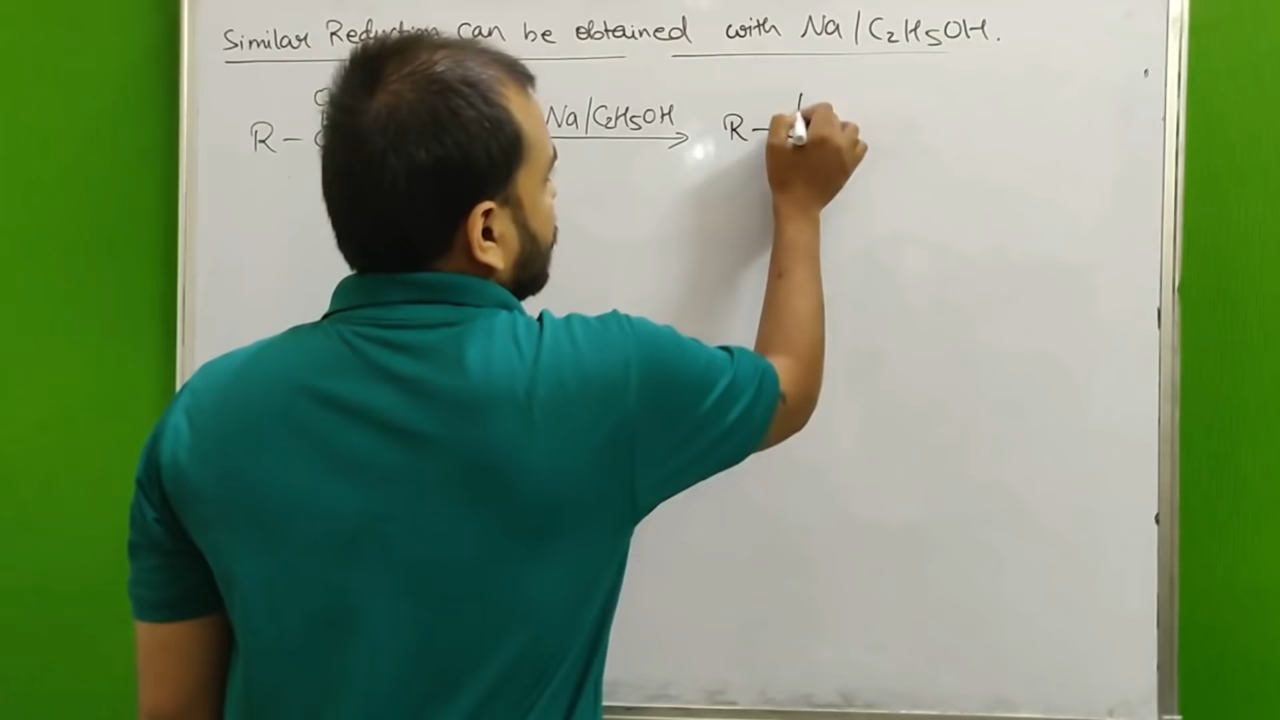 Similar Reduction can be obtained with Na/C2H5OH.
R- Na/C2H5OH R-